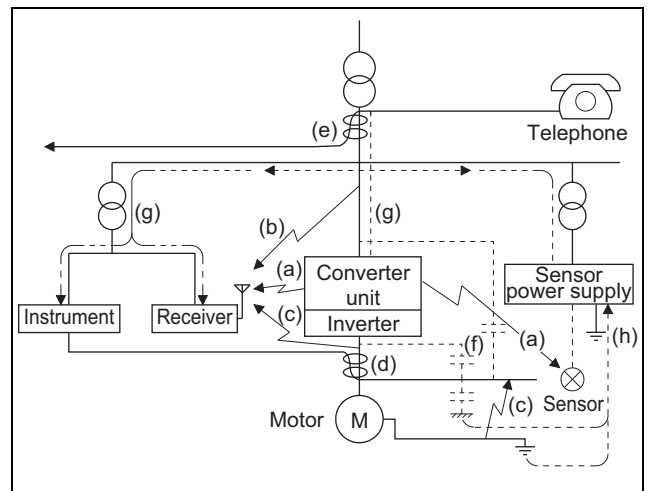 (e)
Telephone
(g)
(b)
(g)
(a)
Converter
unit
Inverter
Sensor
power supply
Instrument
Receiver
(c)
(f)
(a)
(h)
(d)
(c)
Sensor
Motor
M